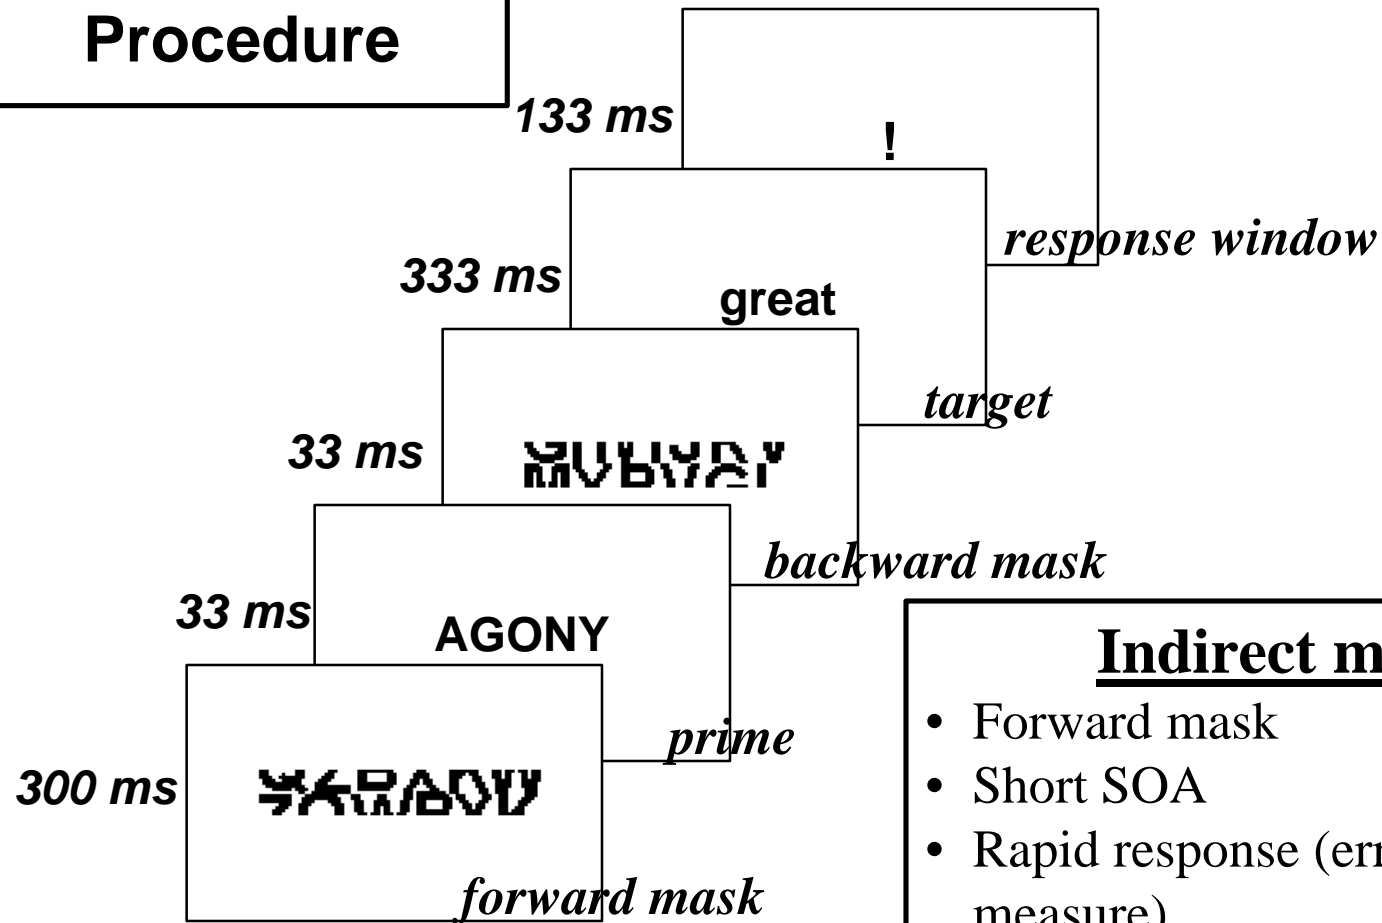 Procedure
133 ms
!
response window
333 ms
great
target
33 ms
backward mask
33 ms
AGONY
prime
300 ms
forward mask
Indirect m
• Forward mask
• Short SOA
• Rapid response (err
measure)